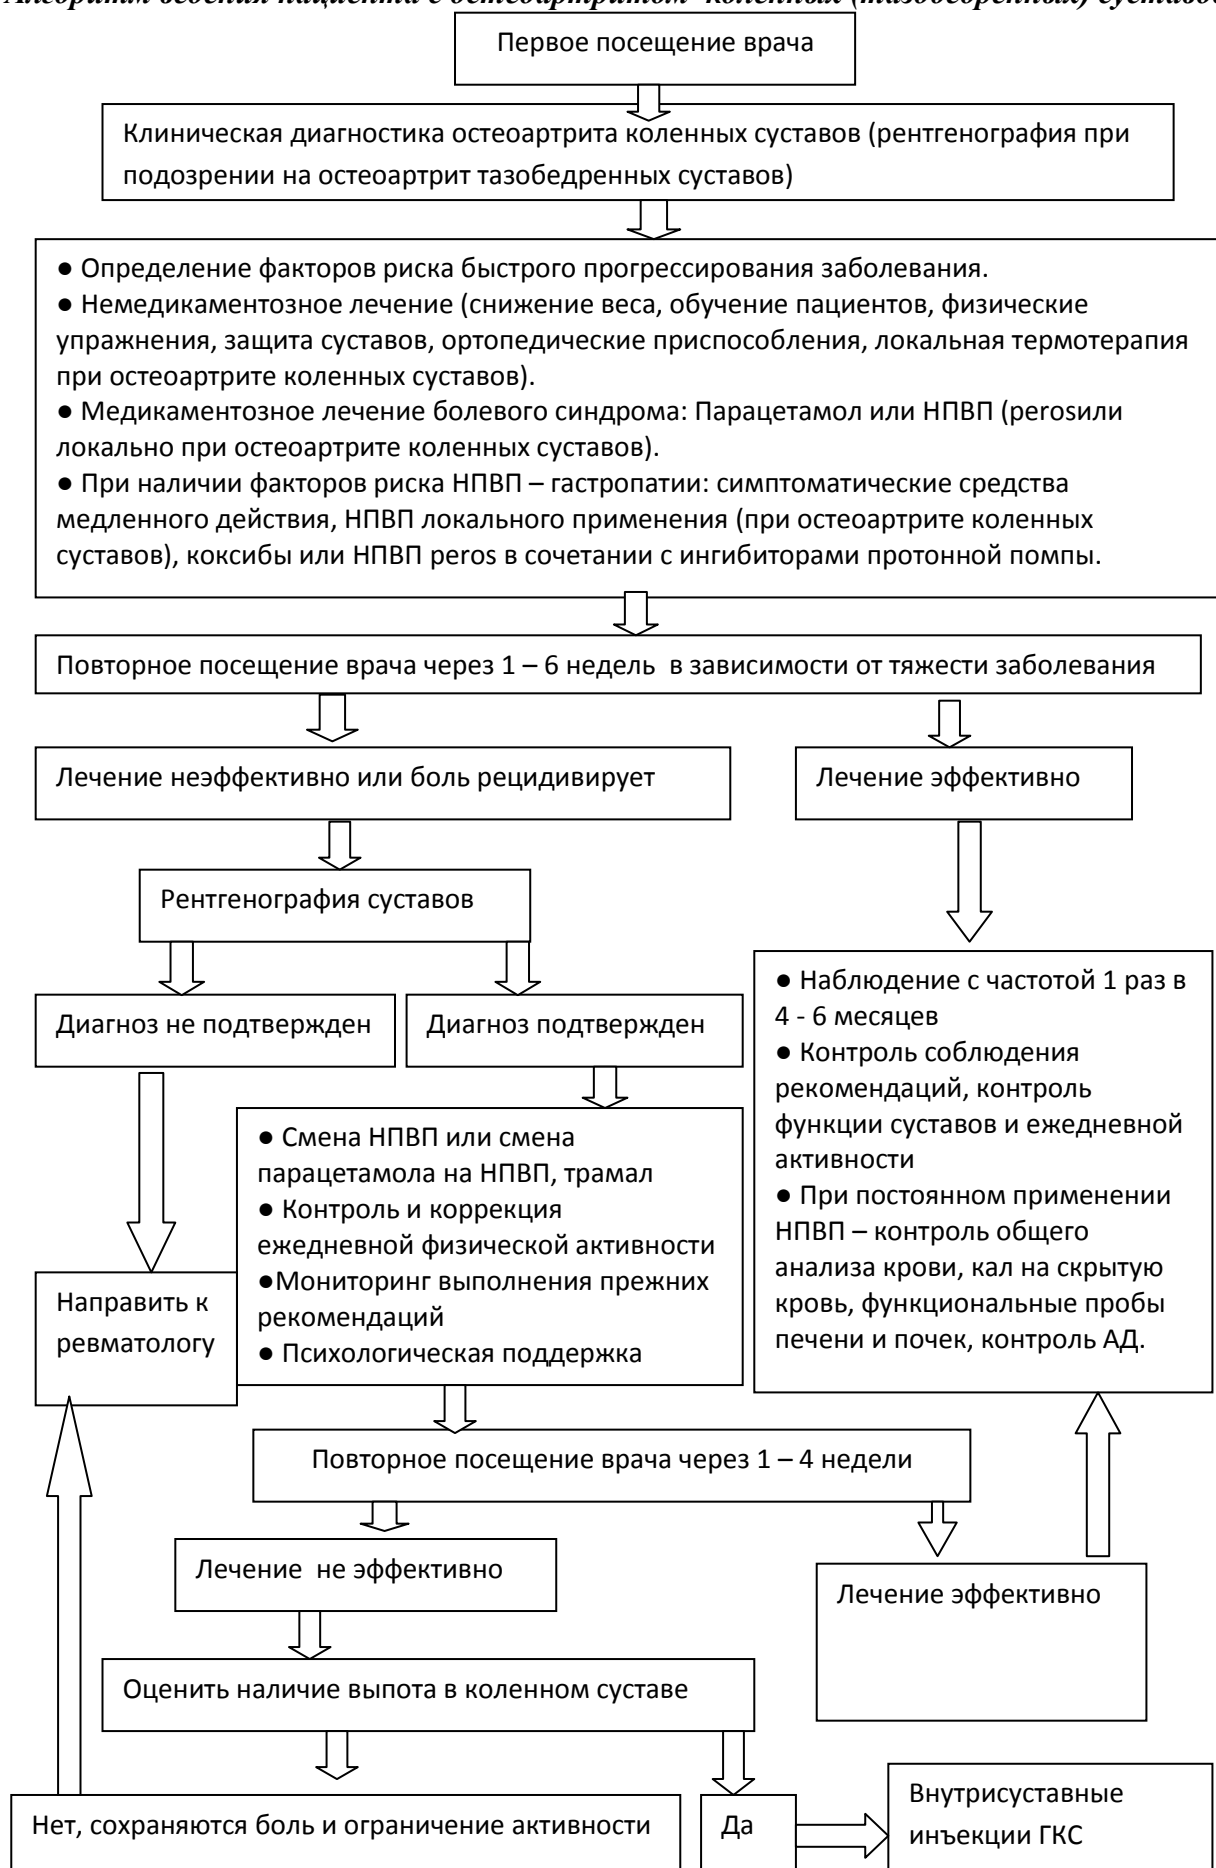 Алгоритм ведения пациента с остеоартритом коленных (тазобедренных) суставов
Первое посещение врача
Клиническая диагностика остеоартрита коленных суставов (рентгенография при
подозрении на остеоартрит тазобедренных суставов)
● Определение факторов риска быстрого прогрессирования заболевания.
● Немедикаментозное лечение (снижение веса, обучение пациентов, физические
упражнения, защита суставов, ортопедические приспособления, локальная термотерапия
при остеоартрите коленных суставов).
● Медикаментозное лечение болевого синдрома: Парацетамол или НПВП (perosили
локально при остеоартрите коленных суставов).
● При наличии факторов риска НПВП – гастропатии: симптоматические средства
медленного действия, НПВП локального применения (при остеоартрите коленных
суставов), коксибы или НПВП peros в сочетании с ингибиторами протонной помпы.
Повторное посещение врача через 1 – 6 недель в зависимости от тяжести заболевания
Лечение неэффективно или боль рецидивирует
Лечение эффективно
Рентгенография суставов
Диагноз не подтвержден
Диагноз подтвержден
● Наблюдение с частотой 1 раз в
4 - 6 месяцев
● Контроль соблюдения
рекомендаций, контроль
функции суставов и ежедневной
активности
● При постоянном применении
НПВП – контроль общего
анализа крови, кал на скрытую
кровь, функциональные пробы
печени и почек, контроль АД.
● Смена НПВП или смена
парацетамола на НПВП, трамал
● Контроль и коррекция
ежедневной физической активности
●Мониторинг выполнения прежних
рекомендаций
● Психологическая поддержка
Направить к
ревматологу
Повторное посещение врача через 1 – 4 недели
Лечение не эффективно
Лечение эффективно
Оценить наличие выпота в коленном суставе
Нет, сохраняются боль и ограничение активности
Да
Внутрисуставные
инъекции ГКС